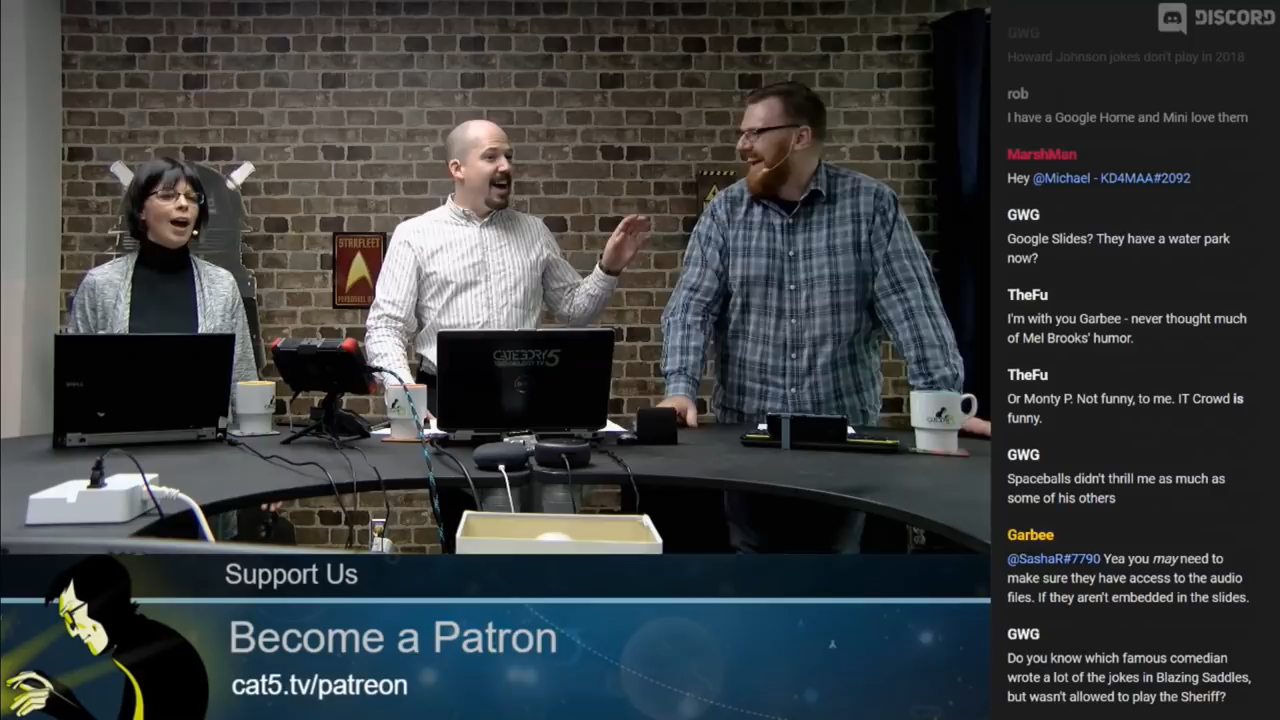 DISCORD
GWG
Howard Johnson jokes don't play in 2018
rob
I have a Google Home and Mini love them
MarshMan
Hey @Michael - KD4MAA#2092
GWG
Google Slides? They have a water park
now?
TheFu
I'm with you Garbee - never thought much
of Mel Brooks' humor.
TheFu
Or Monty P. Not funny, to me. IT Crowd is
funny.
GWG
Spaceballs didn't thrill me as much as
some of his others
Garbee
@SashaR#7790 Yea you may need to
make sure they have access to the audio
files. If they aren't embedded in the slides.
GWG
Do you know which famous comedian
wrote a lot of the jokes in Blazing Saddles,
but wasn't allowed to play the Sheriff?
STARFLEET
CATEGORY5
TECHNOLOGY TV
DELL
Support Us
Become a Patron
cat5.tv/patreon